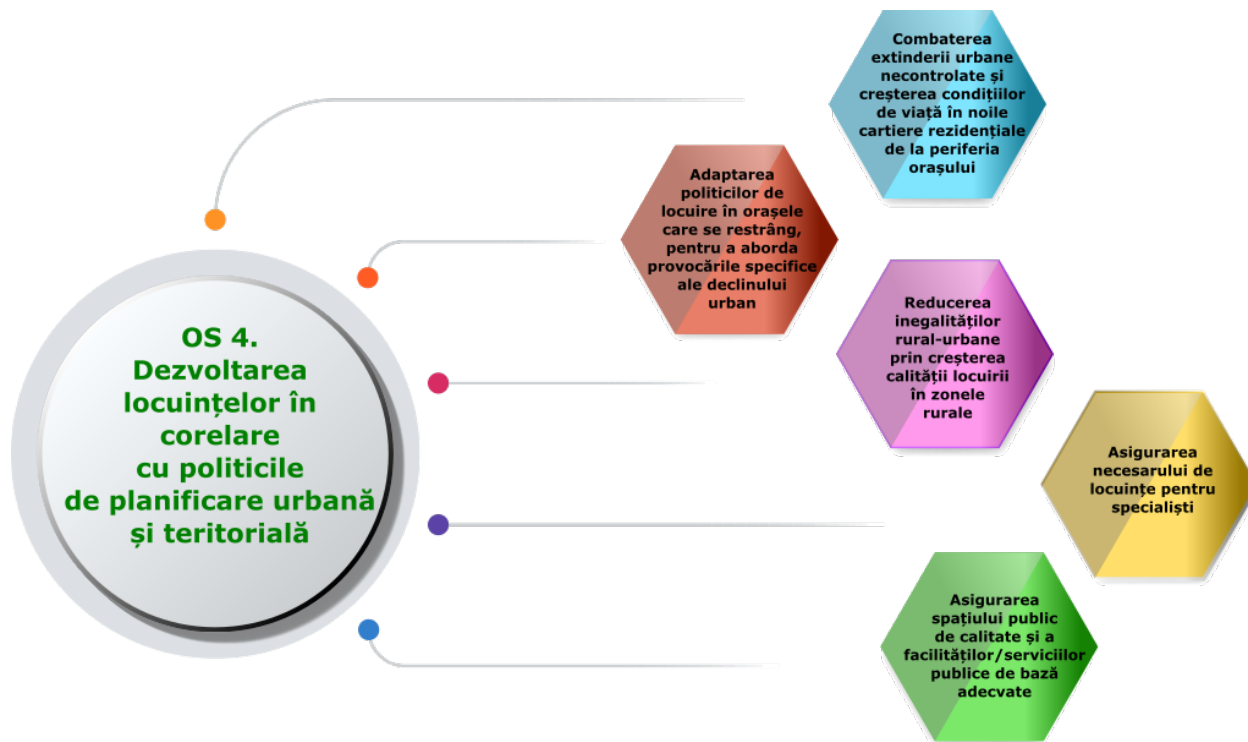 OS 4.
Dezvoltarea
locuințelor în
corelare
cu politicile
de planificare urbană
și teritorială
Combaterea
extinderii urbane
necontrolate și
creșterea condițiilor
de viață în noile
cartiere rezidențiale
de la periferia
orașului
Adaptarea
politicilor de
locuire în orașele
care se restrâng,
pentru a aborda
provocările specifice
ale declinului
urban
Reducerea
inegalităților
rural-urbane
prin creșterea
calității locuirii
în zonele
rurale
Asigurarea
necesarului de
locuințe pentru
specialiști
Asigurarea
spațiului public
de calitate și a
facilităților/serviciilor
publice de bază
adecvate